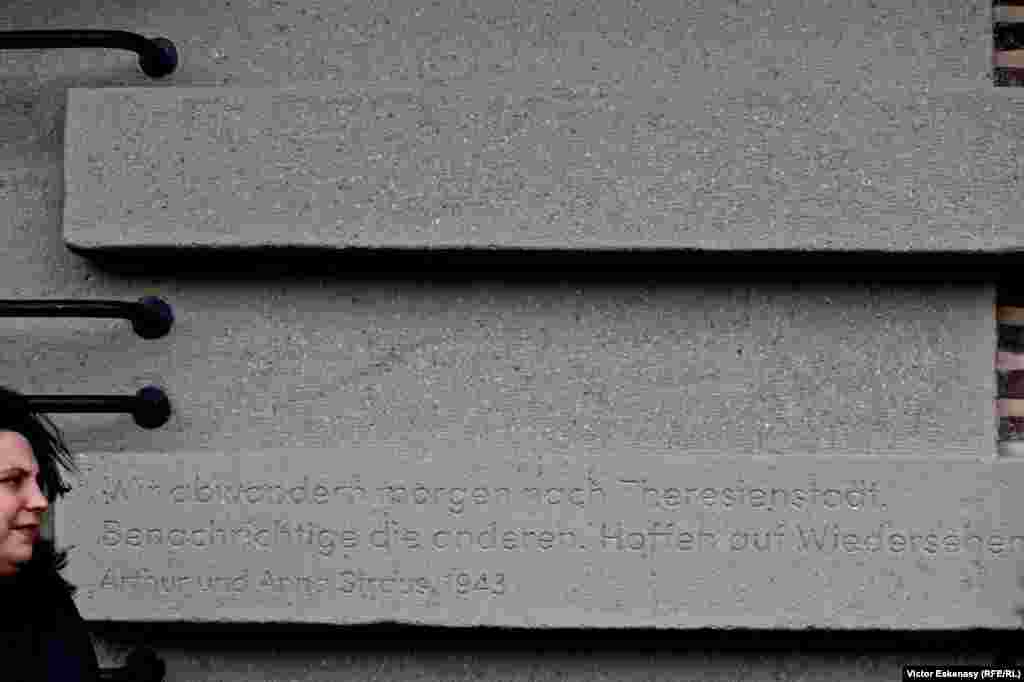 Wir abwandern morgen nach Theresienstadt.
Benachrichtige die anderen. Hoffen auf Wiedersehen
Arthur und Anna Straus, 1943
Victor Eskenasy (RFE/RL)